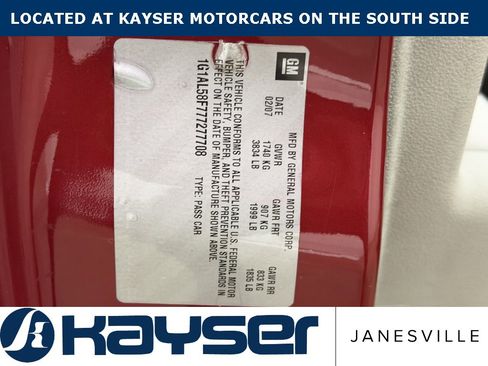 LOCATED AT KAYSER MOTORCARS ON THE SOUTH SIDE
GM
MFD BY GENERAL MOTORS CORP
DATE GVWR GAWR FRT GAWR RR
02/07 1740 KG 907 KG 833 KG
3834 LB 1999 LB 1835 LB
THIS VEHICLE CONFORMS TO ALL APPLICABLE U.S. FEDERAL MOTOR
VEHICLE SAFETY, BUMPER, AND THEFT PREVENTION STANDARDS IN
EFFECT ON THE DATE OF MANUFACTURE SHOWN ABOVE.
1G1AL58F777277708 TYPE: PASS CAR
Kayser
JANESVILLE